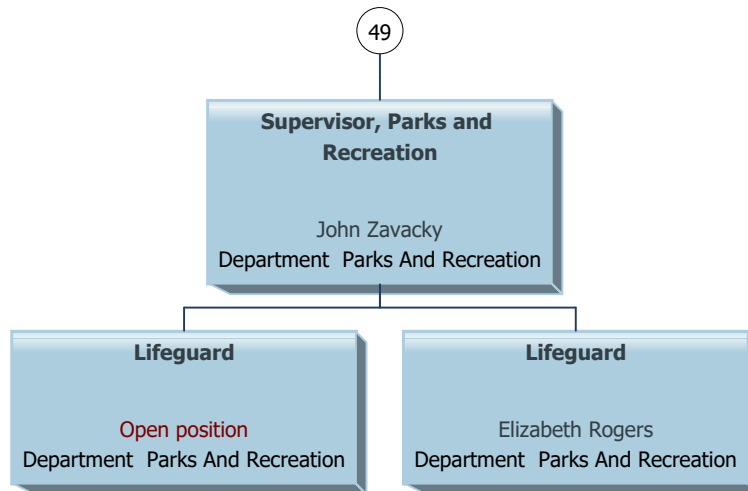 49
Supervisor, Parks and
Recreation
John Zavacky
Department  Parks And Recreation
Lifeguard
Open position
Department  Parks And Recreation
Lifeguard
Elizabeth Rogers
Department  Parks And Recreation